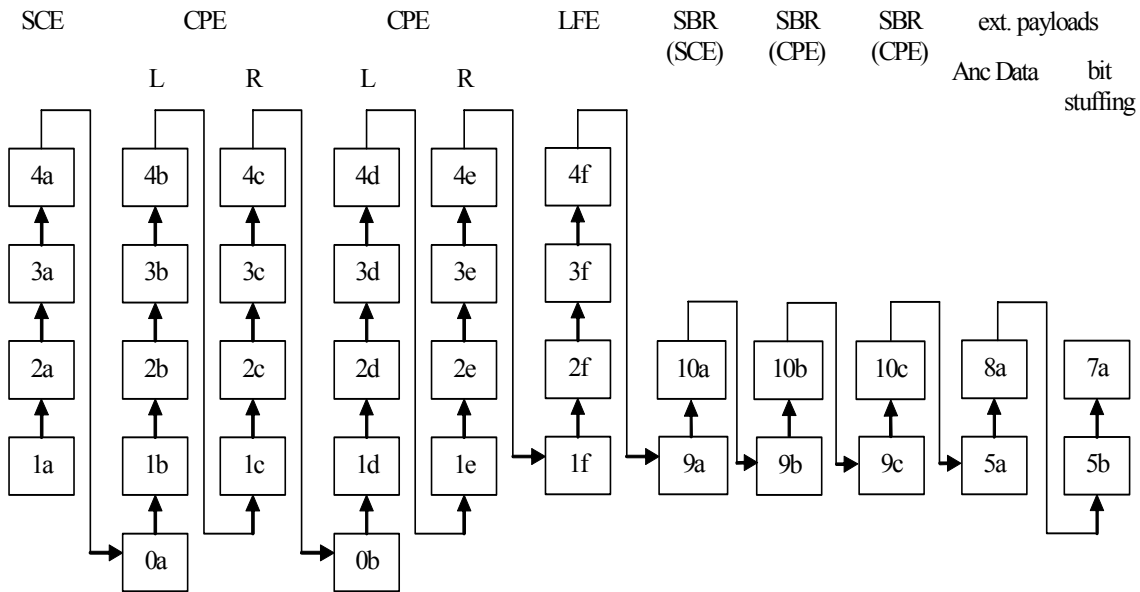 SCE CPE CPE LFE SBR SBR SBR ext. payloads
(SCE) (CPE) (CPE)
L R L R Anc Data bit
stuffing
4a 4b 4c 4d 4e 4f
3a 3b 3c 3d 3e 3f
2a 2b 2c 2d 2e 2f 10a 10b 10c 8a 7a
1a 1b 1c 1d 1e 1f 9a 9b 9c 5a 5b
0a 0b